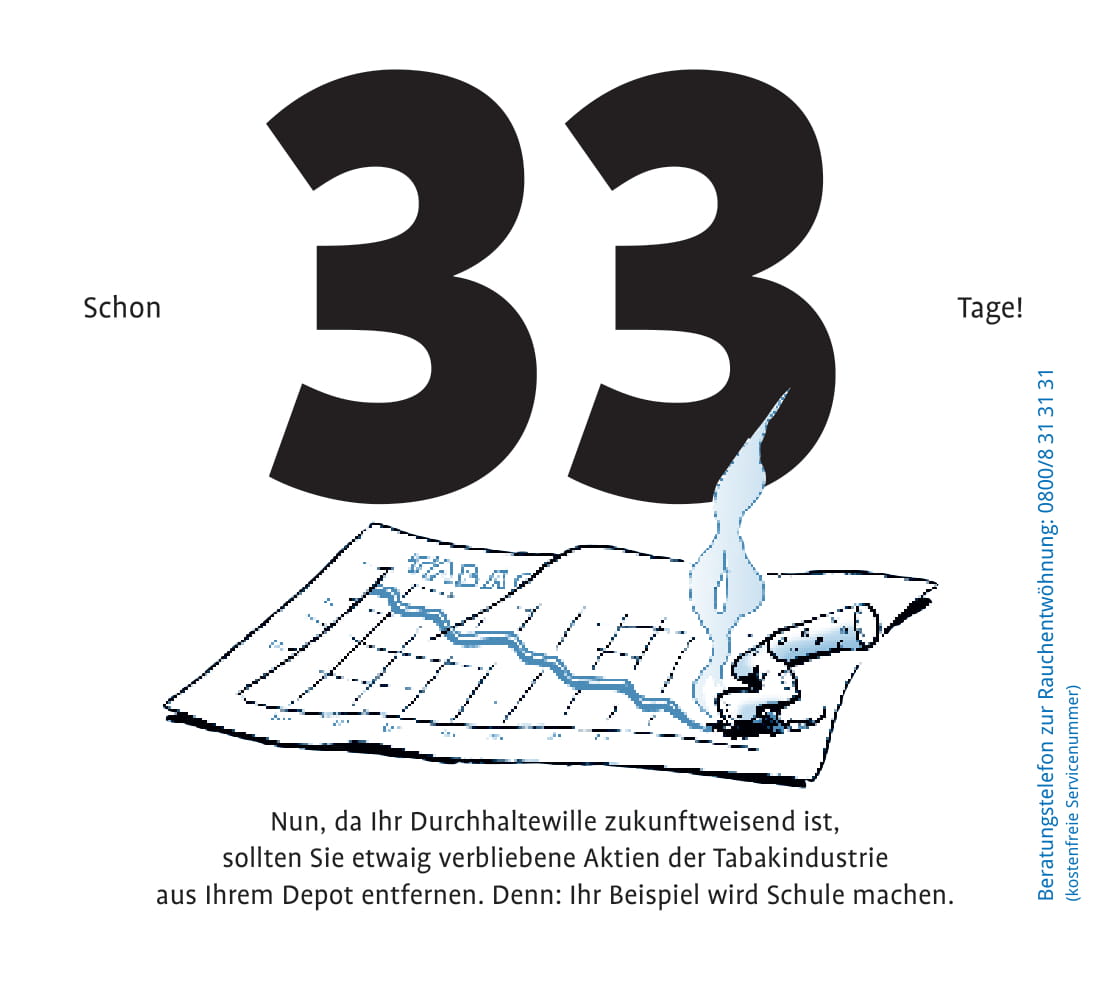 33
Schon
Tage!
TABAC
Nun, da Ihr Durchhaltewille zukunftweisend ist,
sollten Sie etwaig verbliebene Aktien der Tabakindustrie
aus Ihrem Depot entfernen. Denn: Ihr Beispiel wird Schule machen.
Beratungstelefon zur Rauchentwöhnung: 0800/8 31 31 31
(kostenfreie Servicenummer)